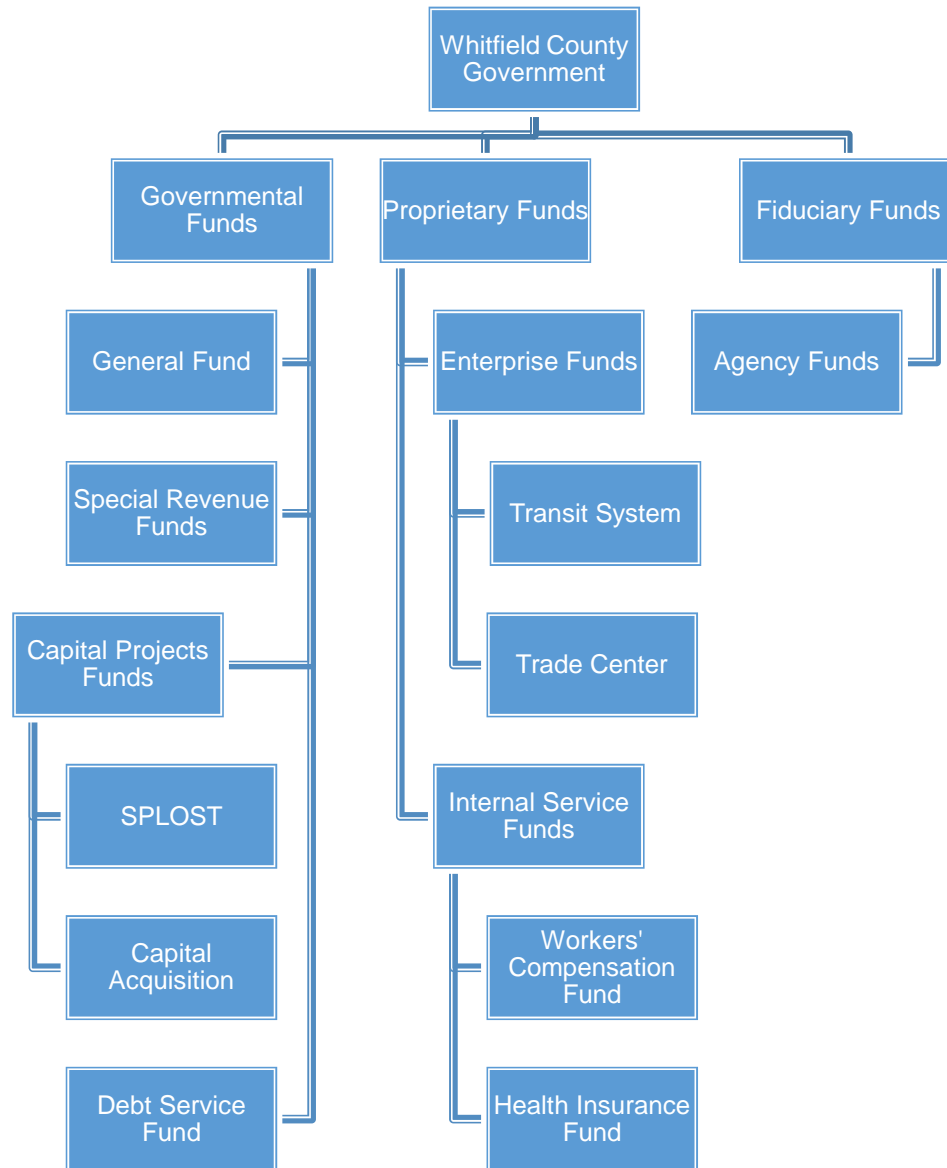 Whitfield County
Government
Governmental
Funds
Proprietary Funds
Fiduciary Funds
General Fund
Enterprise Funds
Agency Funds
Special Revenue
Funds
Transit System
Capital Projects
Funds
Trade Center
SPLOST
Internal Service
Funds
Capital
Acquisition
Workers'
Compensation
Fund
Debt Service
Fund
Health Insurance
Fund